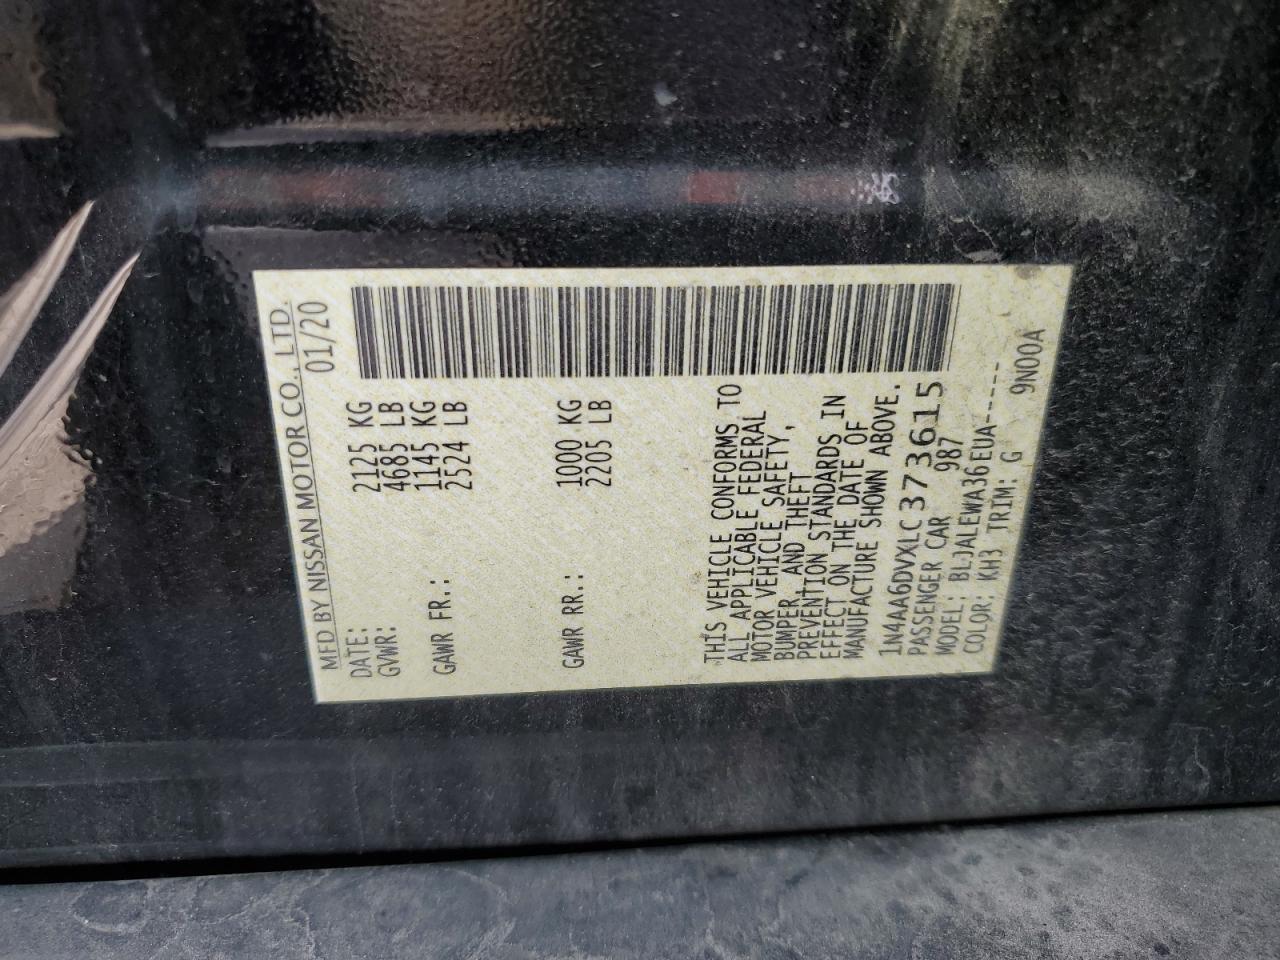 MFD BY NISSAN MOTOR CO., LTD.
DATE: 01/20
GVWR: 2125 KG
4685 LB
GAWR FR.: 1145 KG
2524 LB
GAWR RR.: 1000 KG
2205 LB
THIS VEHICLE CONFORMS TO
ALL APPLICABLE FEDERAL
MOTOR VEHICLE SAFETY,
BUMPER, AND THEFT
PREVENTION STANDARDS IN
EFFECT ON THE DATE OF
MANUFACTURE SHOWN ABOVE.
1N4AA6DVXLC373615
PASSENGER CAR 987
MODEL: BLJALEWA36EUA-----
COLOR: KH3 TRIM: G 9N00A